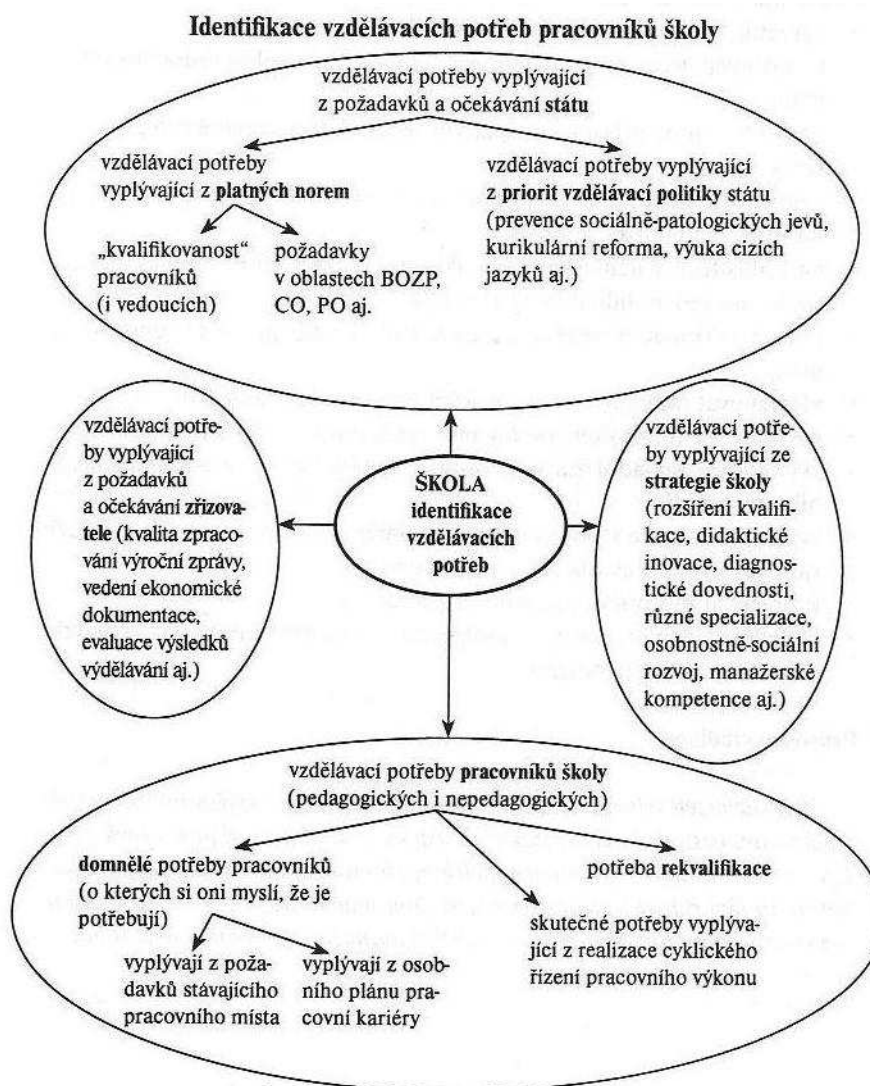 Identifikace vzdělávacích potřeb pracovníků školy
vzdělávací potřeby vyplývající
z požadavků a očekávání státu
vzdělávací potřeby
vyplývající z platných norem
„kvalifikovanost“
pracovníků
(i vedoucích)
požadavky
v oblastech BOZP,
CO, PO aj.
vzdělávací potřeby vyplývající
z priorit vzdělávací politiky státu
(prevence sociálně-patologických jevů,
kurikulární reforma, výuka cizích
jazyků aj.)
vzdělávací potře-
by vyplývající
z požadavků
a očekávání zřizova-
tele (kvalita zpraco-
vání výroční zprávy,
vedení ekonomické
dokumentace,
evaluace výsledků
výdělávání aj.)
ŠKOLA
identifikace
vzdělávacích
potřeb
vzdělávací potře-
by vyplývající ze
strategie školy
(rozšíření kvalifi-
kace, didaktické
inovace, diagnos-
tické dovednosti,
různé specializace,
osobnostně-sociální
rozvoj, manažerské
kompetence aj.)
vzdělávací potřeby pracovníků školy
(pedagogických i nepedagogických)
domnělé potřeby pracovníků
(o kterých si oni myslí, že je
potřebují)
vyplývají z poža-
davků stávajícího
pracovního místa
vyplývají z osob-
ního plánu pra-
covní kariéry
potřeba rekvalifikace
skutečné potřeby vyplýva-
jící z realizace cyklického
řízení pracovního výkonu